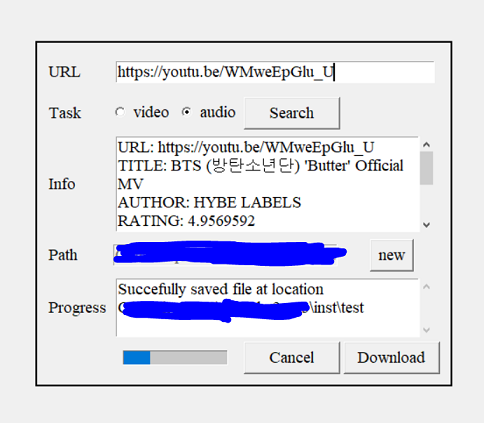 URL https://youtu.be/WMweEpGlu_U
Task video audio Search
Info
URL: https://youtu.be/WMweEpGlu_U
TITLE: BTS (방탄소년단) 'Butter' Official
MV
AUTHOR: HYBE LABELS
RATING: 4.9569592
Path new
Progress
Succefully saved file at location
\inst\test
Cancel Download